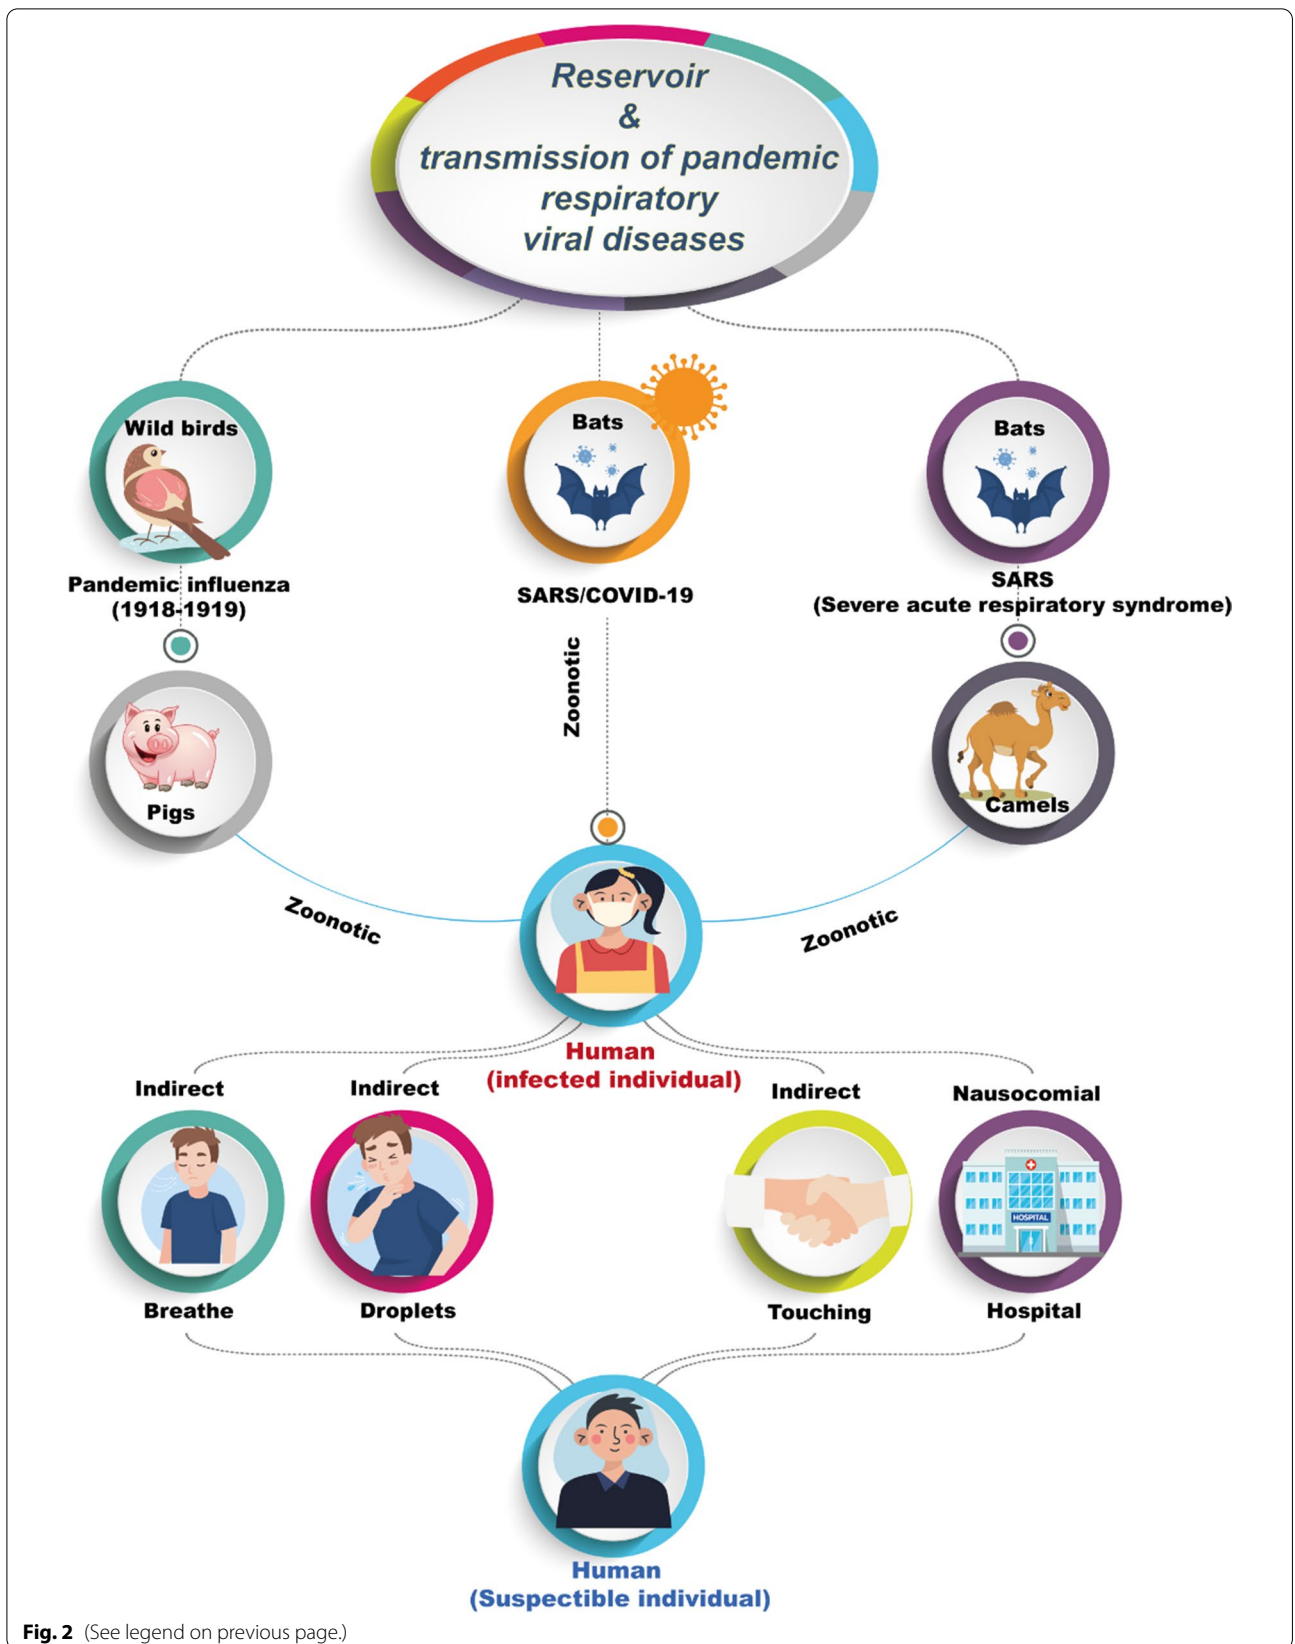 Reservoir
&
transmission of pandemic
respiratory
viral diseases
Wild birds
Bats
Bats
Pandemic influenza
(1918-1919)
SARS/COVID-19
SARS
(Severe acute respiratory syndrome)
Zoonotic
Pigs
Camels
Zoonotic
Zoonotic
Human
(infected individual)
Indirect
Indirect
Indirect
Nausocomial
HOSPITAL
Breathe
Droplets
Touching
Hospital
Human
(Suspectible individual)
Fig. 2 (See legend on previous page.)